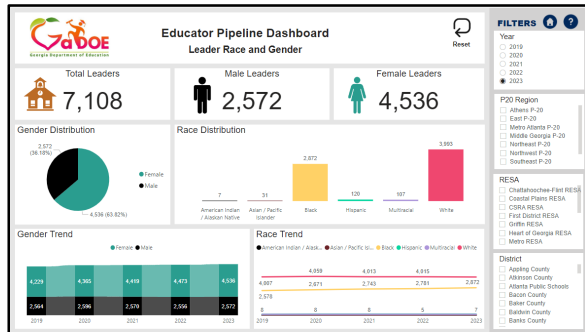 GaDOE
Georgia Department of Education
Educator Pipeline Dashboard
Leader Race and Gender
Reset
Total Leaders
7,108
Male Leaders
2,572
Female Leaders
4,536
Gender Distribution
2,572
(36.18%)
4,536 (63.82%)
Female
Male
Race Distribution
7
31
2,872
120
107
3,993
American Indian
/ Alaskan Native
Asian / Pacific
Islander
Black
Hispanic
Multiracial
White
Gender Trend
Female Male
4,229 4,365 4,419 4,473 4,536
2,564 2,596 2,570 2,556 2,572
2019 2020 2021 2022 2023
Race Trend
American Indian / Alask... Asian / Pacific Isl... Black Hispanic Multiracial White
4,059 4,013 4,015
4,007 2,671 2,743 2,781 2,872
2,578
2019 2020 2021 2022 2023
FILTERS
?
Year
2019
2020
2021
2022
2023
P20 Region
Athens P-20
East P-20
Metro Atlanta P-20
Middle Georgia P-20
Northeast P-20
Northwest P-20
Southeast P-20
RESA
Chattahoochee-Flint RESA
Coastal Plains RESA
CSRA RESA
First District RESA
Griffin RESA
Heart of Georgia RESA
Metro RESA
District
Appling County
Atkinson County
Atlanta Public Schools
Bacon County
Baker County
Baldwin County
Banks County